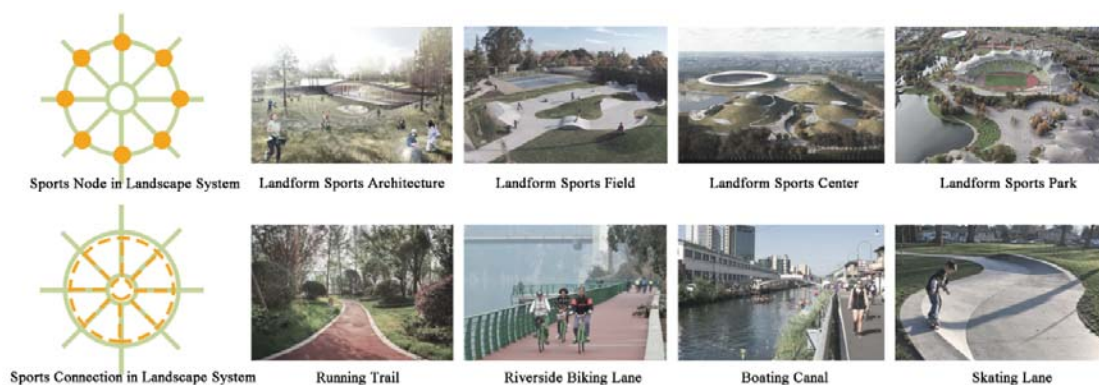 Sports Node in Landscape System
Landform Sports Architecture
Landform Sports Field
Landform Sports Center
Landform Sports Park
Sports Connection in Landscape System
Running Trail
Riverside Biking Lane
Boating Canal
Skating Lane